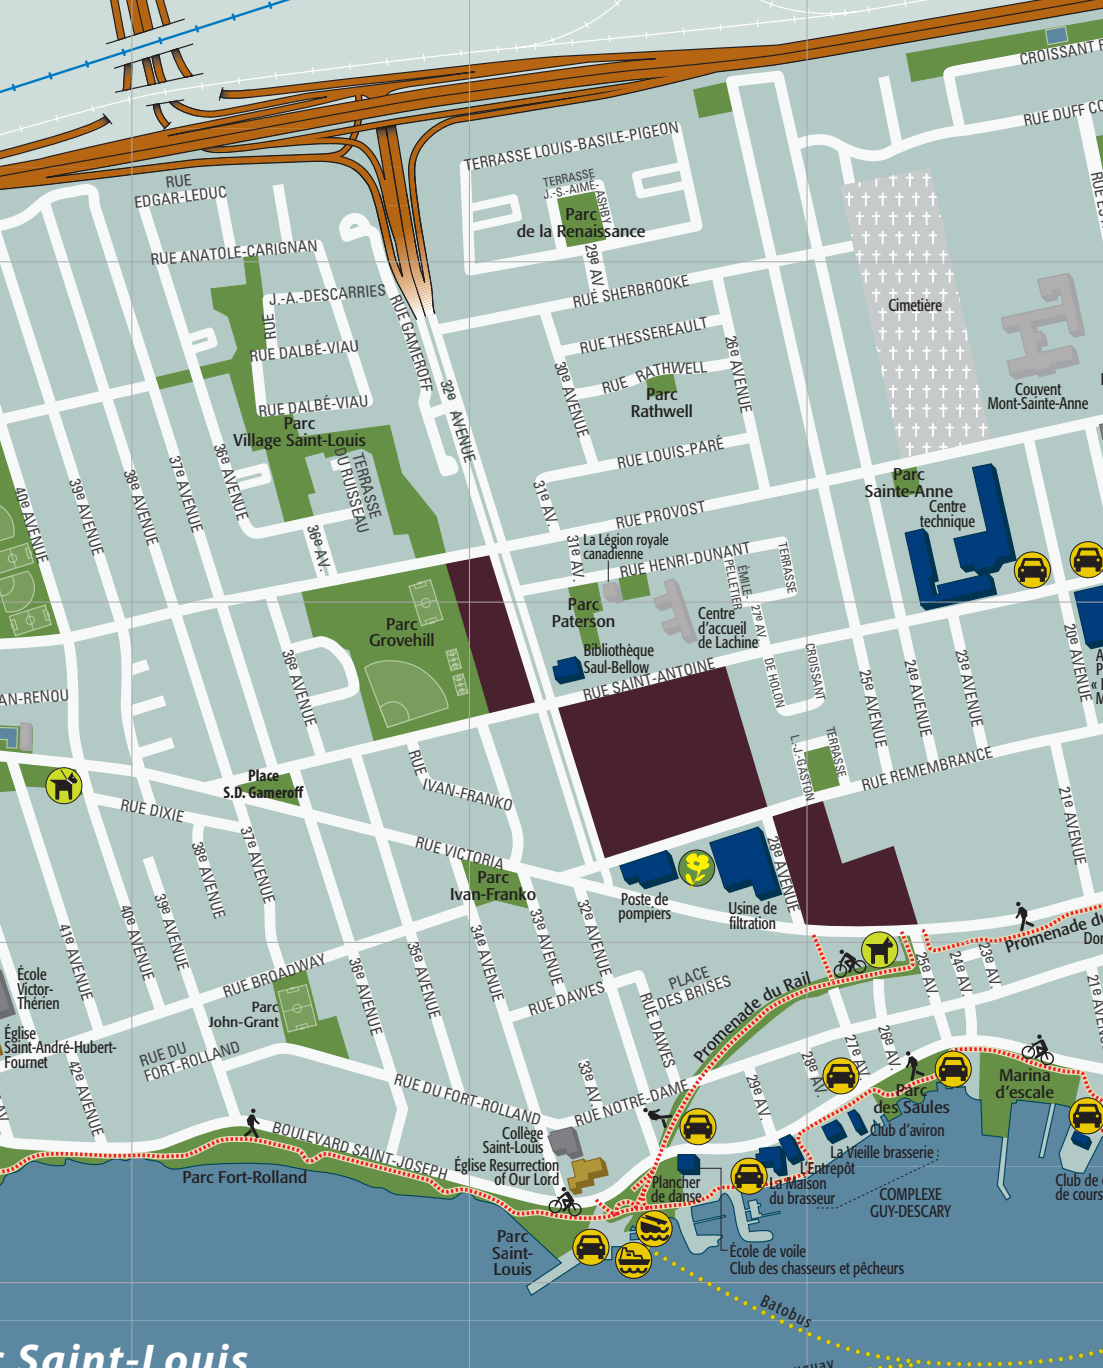 CROISSANT
RUE DUFF
TERRASSE LOUIS-BASILE-PIGEON
RUE
EDGAR-LEDUC
TERRASSE
J.-S.-AIMÉ-
ASHBY
Parc
de la Renaissance
RUE ANATOLE-CARIGNAN
29e AV.
J.-A.-DESCARRIES
RUE
RUE GAMEROFF
RUE SHERBROOKE
Cimetière
RUE THESSEREAULT
RUE DALBÉ-VIAU
26e AVENUE
30e AVENUE
RUE RATHWELL
Parc
Rathwell
32e AVENUE
Couvent
Mont-Sainte-Anne
RUE DALBÉ-VIAU
Parc
Village Saint-Louis
TERRASSE
DU RUISSEAU
RUE LOUIS-PARÉ
40e AVENUE
39e AVENUE
38e AVENUE
37e AVENUE
36e AVENUE
36e AV.
31e AV.
Parc
Sainte-Anne
Centre
technique
RUE PROVOST
La Légion royale
canadienne
31e AV.
RUE HENRI-DUNANT
TERRASSE
ÉMILE-
PELLETIER
27e AV.
Parc
Paterson
Centre
d'accueil
de Lachine
Parc
Grovehill
Bibliothèque
Saul-Bellow
RUE SAINT-ANTOINE
DE HOLON
CROISSANT
25e AVENUE
24e AVENUE
23e AVENUE
20e AVENUE
AN-RENOU
36e AVENUE
Place
S.D. Gameroff
RUE
IVAN-FRANKO
L.-J.-GASTON
TERRASSE
RUE REMEMBRANCE
21e AVENUE
RUE DIXIE
37e AVENUE
38e AVENUE
RUE VICTORIA
Parc
Ivan-Franko
Poste de
pompiers
Usine de
filtration
28e AVENUE
41e AVENUE
40e AVENUE
39e AVENUE
36e AVENUE
35e AVENUE
34e AVENUE
33e AVENUE
32e AVENUE
Promenade du
25e AV.
24e AV.
23e AV.
21e
École
Victor-
Thérien
RUE BROADWAY
Parc
John-Grant
RUE DAWES
RUE DAWES
PLACE
DES BRISES
Promenade du Rail
Église
Saint-André-Hubert-
Fournet
RUE DU
FORT-ROLLAND
42e AVENUE
RUE DU FORT-ROLLAND
33e AV.
RUE NOTRE-DAME
29e AV.
28e AV.
27e AV.
26e AV.
Parc
des Saules
Marina
d'escale
Club d'aviron
La Vieille brasserie
L'Entrepôt
La Maison
du brasseur
COMPLEXE
GUY-DESCARY
BOULEVARD SAINT-JOSEPH
Parc Fort-Rolland
Collège
Saint-Louis
Église Resurrection
of Our Lord
Plancher
de danse
Club de
de cours
Parc
Saint-
Louis
École de voile
Club des chasseurs et pêcheurs
Batobus
Saint-Louis